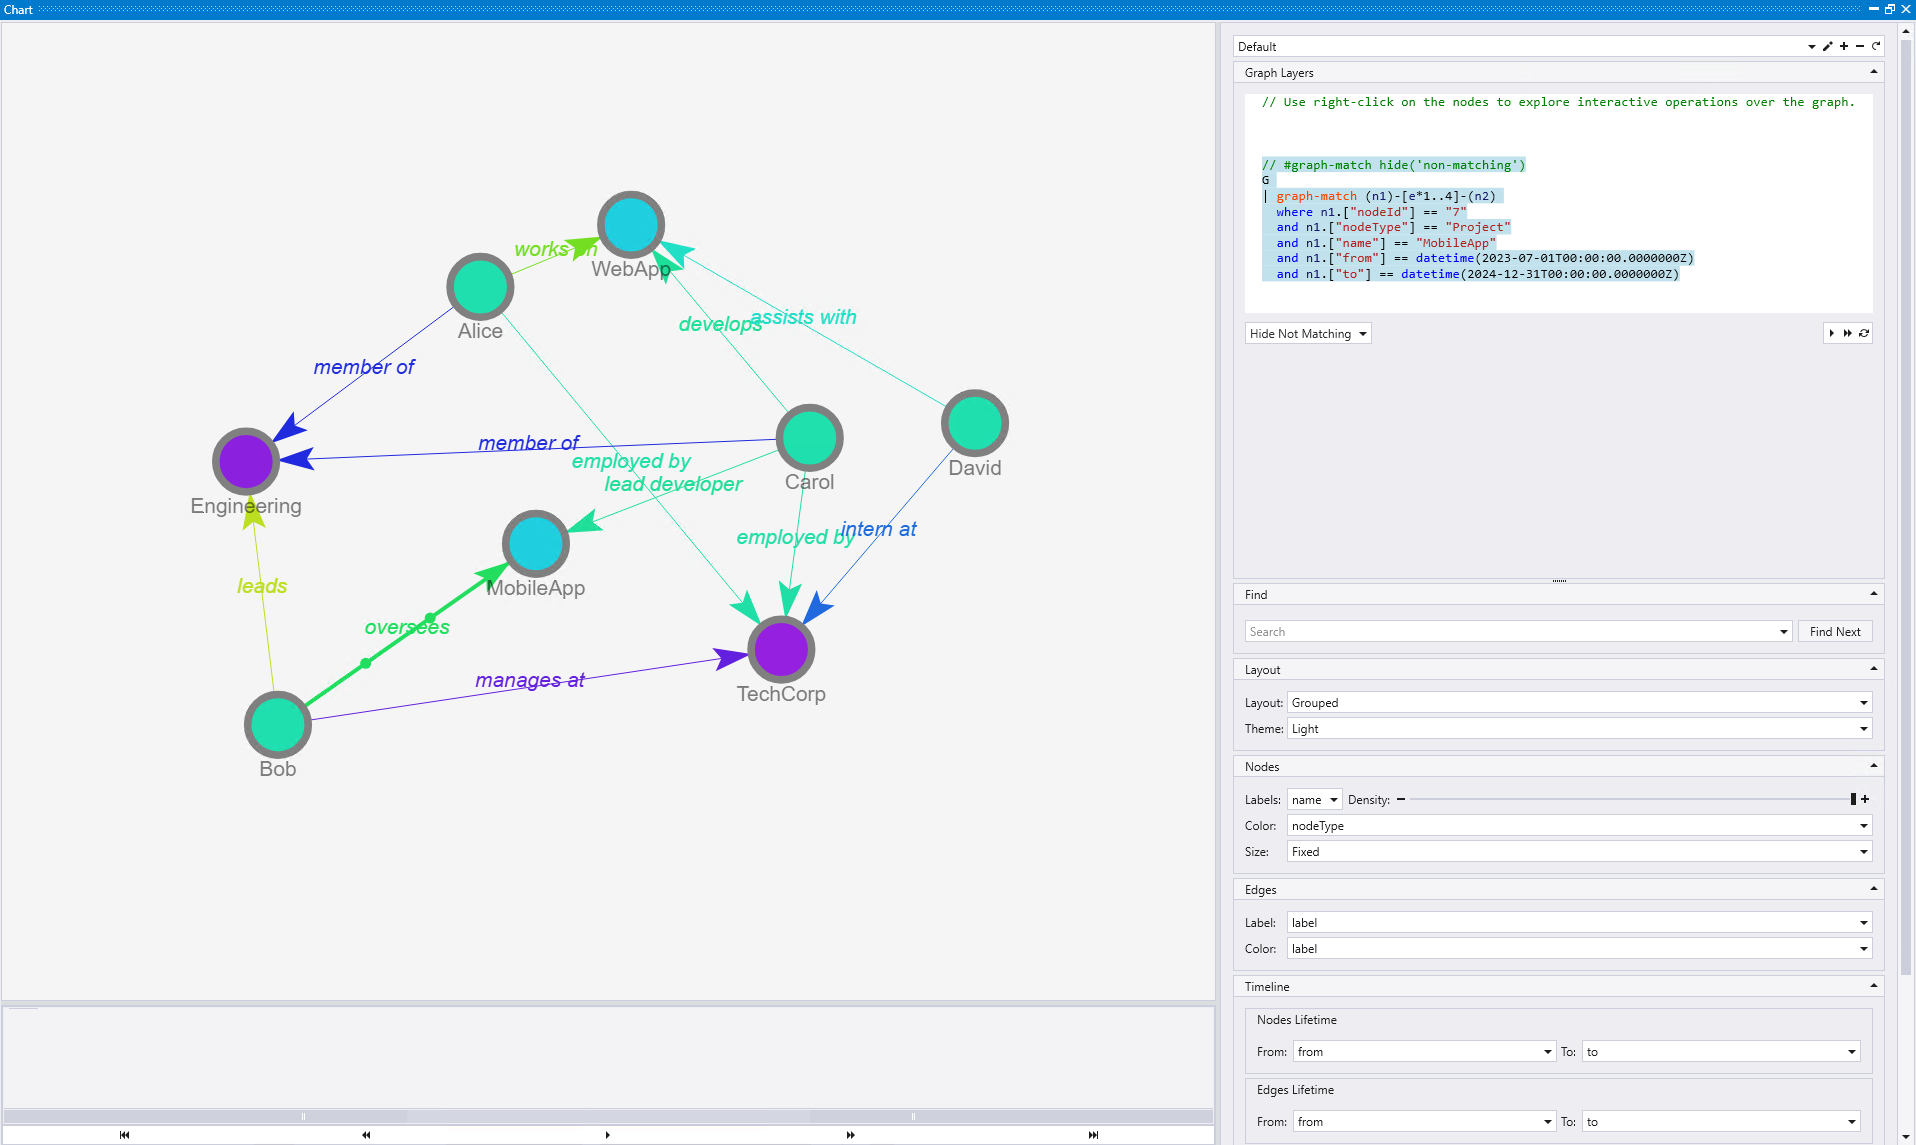 Chart
WebApp
works on
Alice
develops
assists with
member of
member of
employed by
lead developer
Carol
David
Engineering
MobileApp
employed by
intern at
leads
oversees
manages at
TechCorp
Bob
Default
Graph Layers
// Use right-click on the nodes to explore interactive operations over the graph.
// #graph-match hide('non-matching')
G
| graph-match (n1)-[e*1..4]-(n2)
where n1.["nodeId"] == "7"
and n1.["nodeType"] == "Project"
and n1.["name"] == "MobileApp"
and n1.["from"] == datetime(2023-07-01T00:00:00.0000000Z)
and n1.["to"] == datetime(2024-12-31T00:00:00.0000000Z)
Hide Not Matching
Find
Search
Find Next
Layout
Layout: Grouped
Theme: Light
Nodes
Labels: name Density:
Color: nodeType
Size: Fixed
Edges
Label: label
Color: label
Timeline
Nodes Lifetime
From: from To: to
Edges Lifetime
From: from To: to